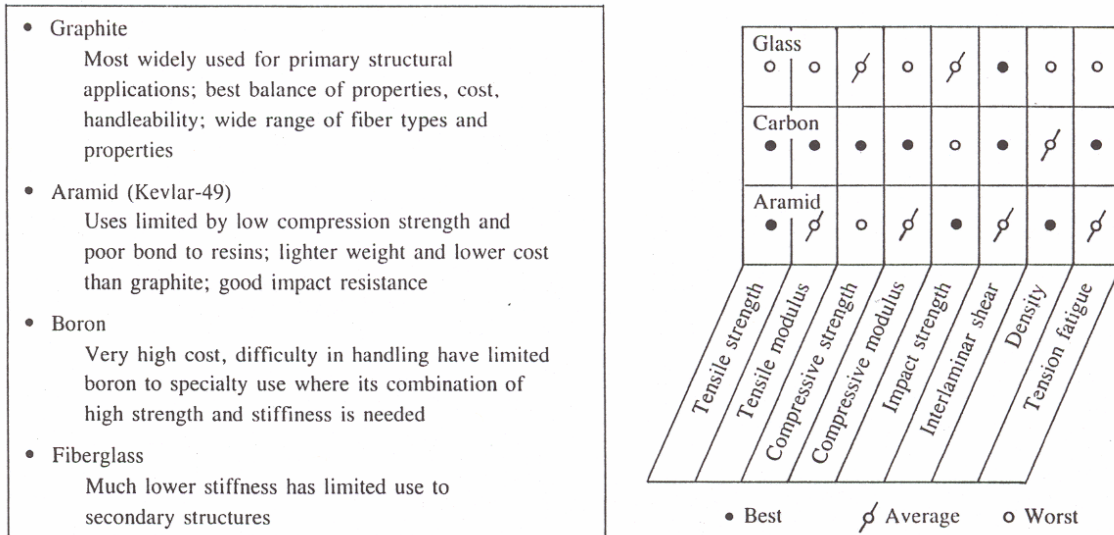 • Graphite
Most widely used for primary structural
applications; best balance of properties, cost,
handleability; wide range of fiber types and
properties
• Aramid (Kevlar-49)
Uses limited by low compression strength and
poor bond to resins; lighter weight and lower cost
than graphite; good impact resistance
• Boron
Very high cost, difficulty in handling have limited
boron to specialty use where its combination of
high strength and stiffiness is needed
• Fiberglass
Much lower stiffness has limited use to
secondary structures
Glass
Carbon
Aramid
Tensile strength
Tensile modulus
Compressive strength
Compressive modulus
Impact strength
Interlaminar shear
Density
Tension fatigue
• Best
Average
Worst